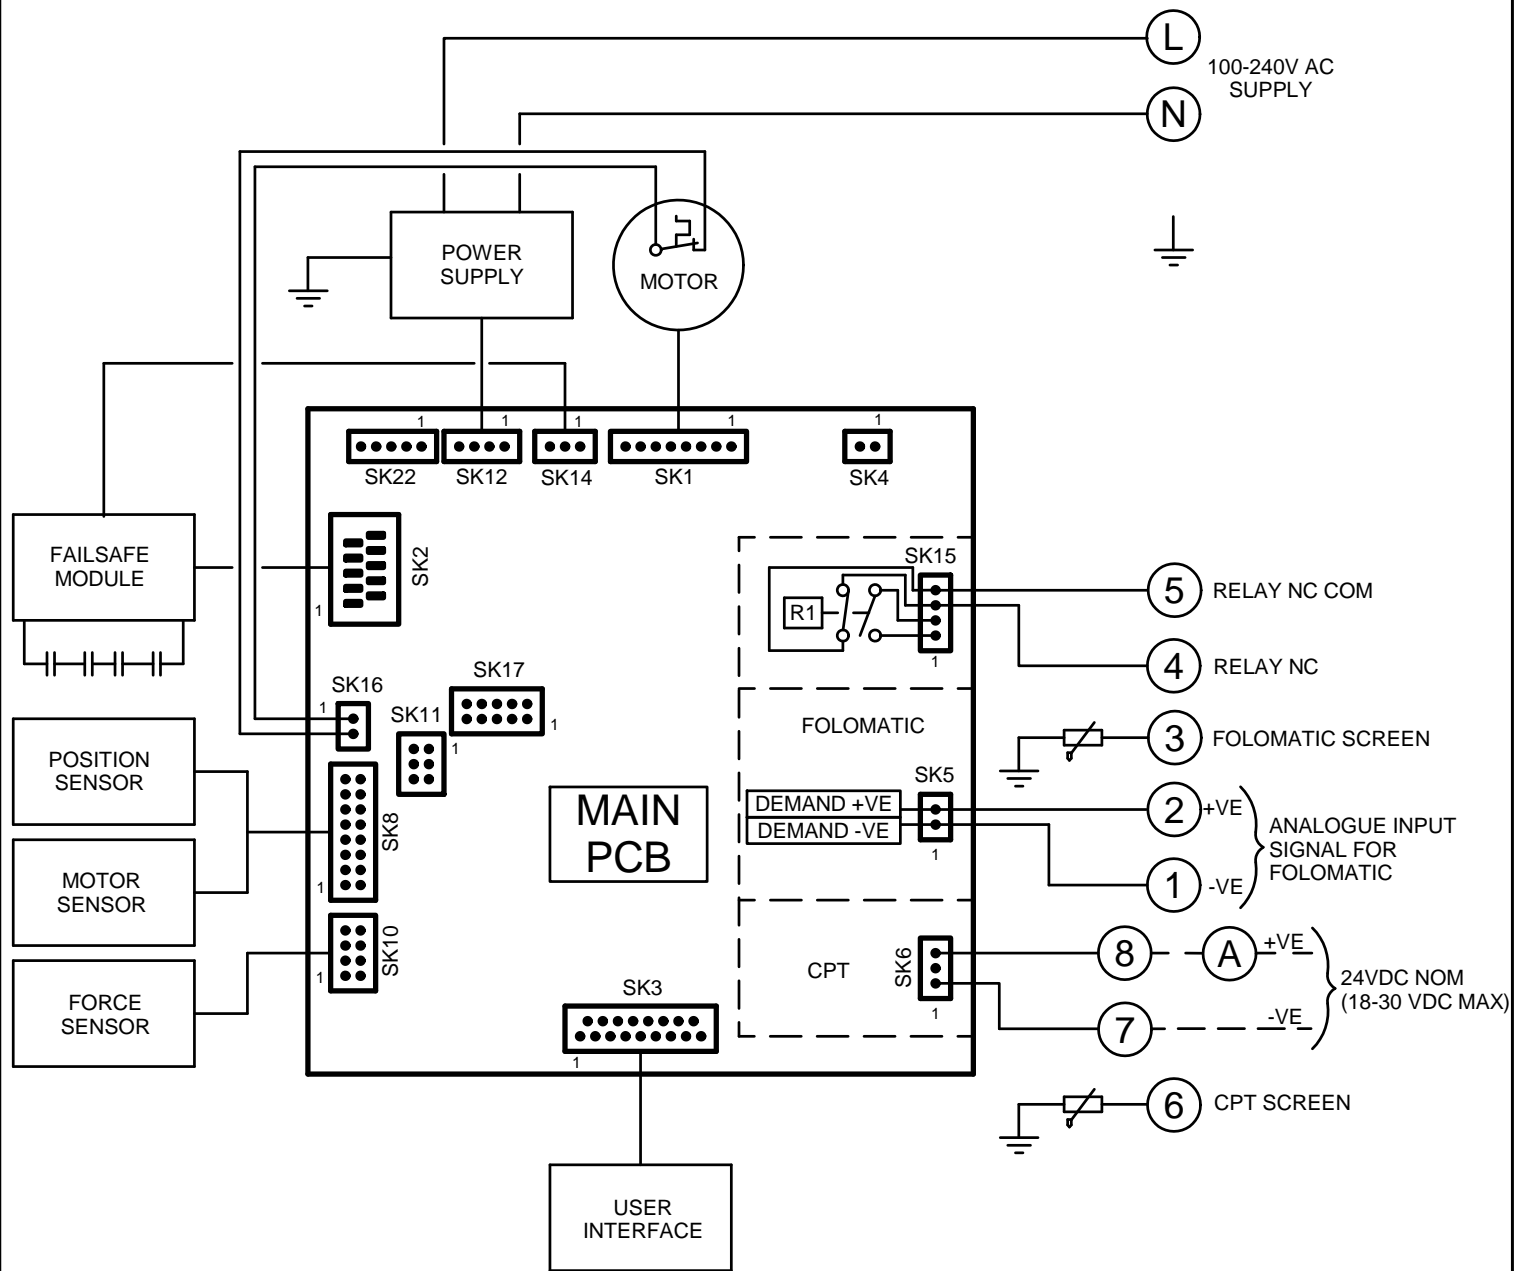 L
100-240V AC
SUPPLY
N
POWER
SUPPLY
MOTOR
1
1
1
1
1
SK22
SK12
SK14
SK1
SK4
FAILSAFE
MODULE
SK2
1
SK15
R1
1
5
RELAY NC COM
4
RELAY NC
SK16
1
SK17
1
SK11
1
FOLOMATIC
3
FOLOMATIC SCREEN
POSITION
SENSOR
SK8
1
MAIN
PCB
SK5
DEMAND +VE
DEMAND -VE
1
2
+VE
1
-VE
ANALOGUE INPUT
SIGNAL FOR
FOLOMATIC
MOTOR
SENSOR
SK10
1
CPT
SK6
1
8
A
+VE
7
-VE
24VDC NOM
(18-30 VDC MAX)
FORCE
SENSOR
SK3
1
6
CPT SCREEN
USER
INTERFACE